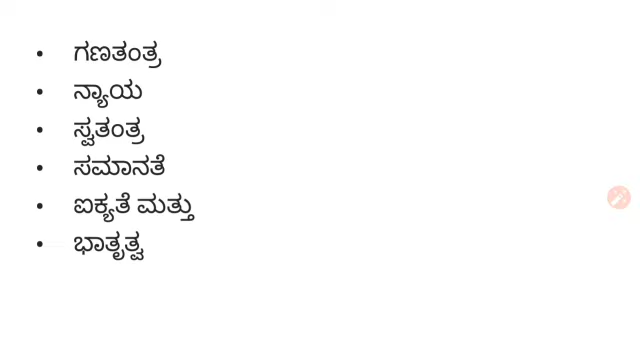 • ಗಣತಂತ್ರ
• ನ್ಯಾಯ
• ಸ್ವತಂತ್ರ
• ಸಮಾನತೆ
• ಐಕ್ಯತೆ ಮತ್ತು
• ಭಾತೃತ್ವ